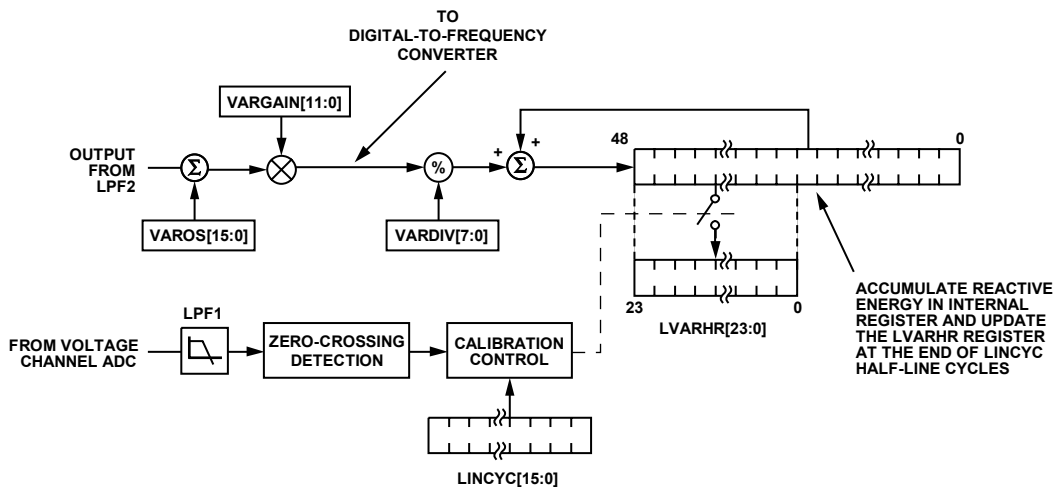 TO
DIGITAL-TO-FREQUENCY
CONVERTER
VARGAIN[11:0]
48
0
OUTPUT
FROM
LPF2
Σ
%
+
Σ
+
VAROS[15:0]
VARDIV[7:0]
23
0
LVARHR[23:0]
ACCUMULATE REACTIVE
ENERGY IN INTERNAL
REGISTER AND UPDATE
THE LVARHR REGISTER
AT THE END OF LINCYC
HALF-LINE CYCLES
LPF1
FROM VOLTAGE
CHANNEL ADC
ZERO-CROSSING
DETECTION
CALIBRATION
CONTROL
LINCYC[15:0]